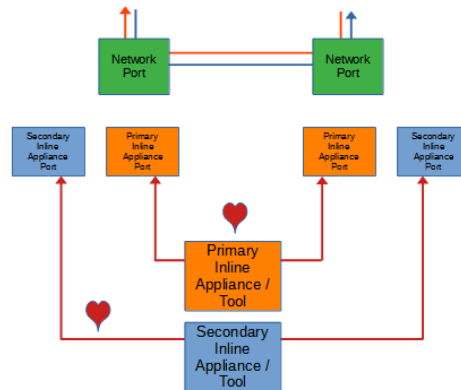 Network
Port
Network
Port
Secondary
Inline
Appliance
Port
Primary
Inline
Appliance
Port
Primary
Inline
Appliance
Port
Secondary
Inline
Appliance
Port
Primary
Inline
Appliance /
Tool
Secondary
Inline
Appliance /
Tool